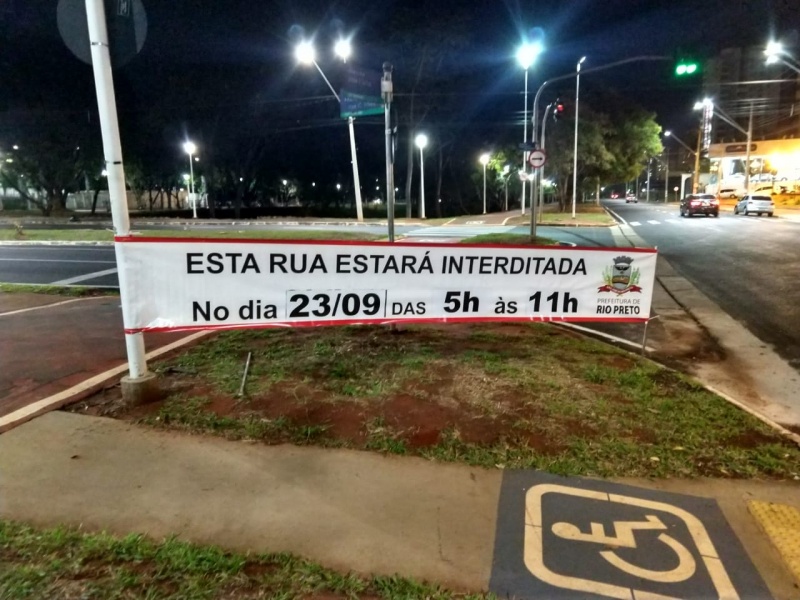 ESTA RUA ESTARÁ INTERDITADA
No dia 23/09 DAS 5h às 11h
PREFEITURA DE
RIO PRETO